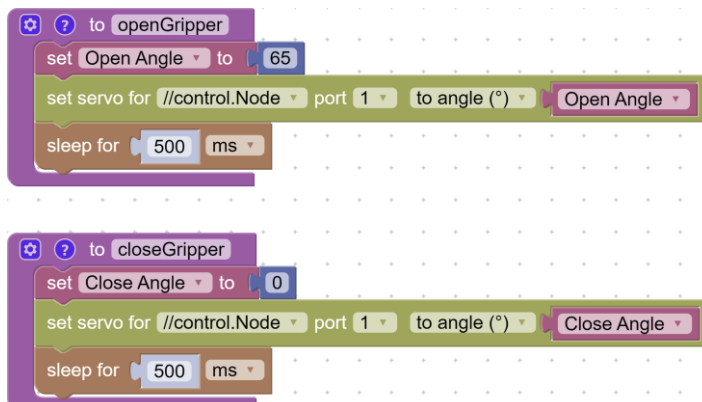 ? to openGripper
set Open Angle to 65
set servo for //control.Node port 1 to angle (°) Open Angle
sleep for 500 ms
? to closeGripper
set Close Angle to 0
set servo for //control.Node port 1 to angle (°) Close Angle
sleep for 500 ms